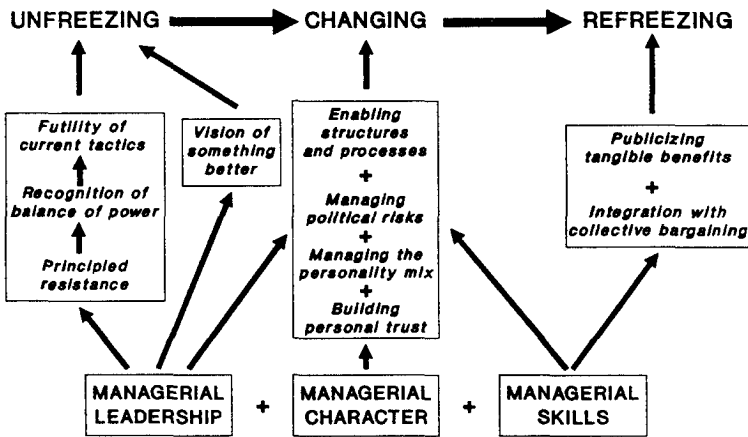 UNFREEZING CHANGING REFREEZING
Futility of
current tactics
Recognition of
balance of power
Principled
resistance
Vision of
something
better
Enabling
structures
and processes
+
Managing
political risks
+
Managing the
personality mix
+
Building
personal trust
Publicizing
tangible benefits
+
Integration with
collective bargaining
MANAGERIAL
LEADERSHIP
+
MANAGERIAL
CHARACTER
+
MANAGERIAL
SKILLS